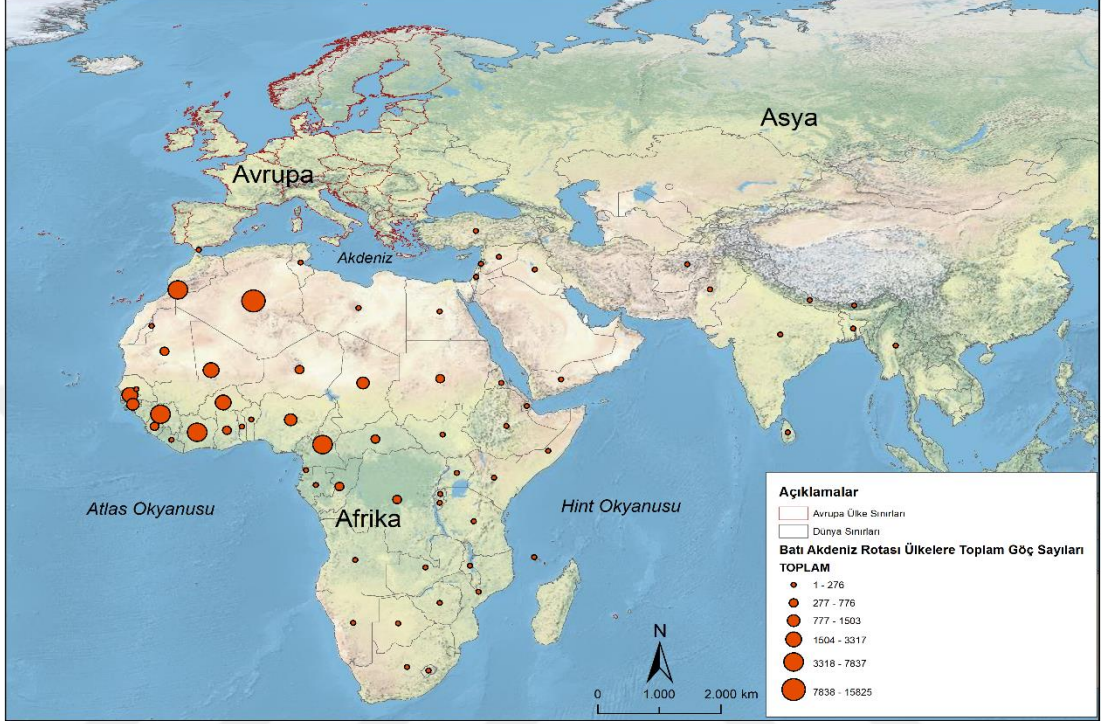 Asya
Avrupa
Akdeniz
Atlas Okyanusu
Hint Okyanusu
Afrika
Açıklamalar
Avrupa Ülke Sınırları
Dünya Sınırları
Batı Akdeniz Rotası Ülkelere Toplam Göç Sayıları
TOPLAM
1 - 276
277 - 776
777 - 1503
1504 - 3317
3318 - 7837
7838 - 15825
N
0 1.000 2.000 km